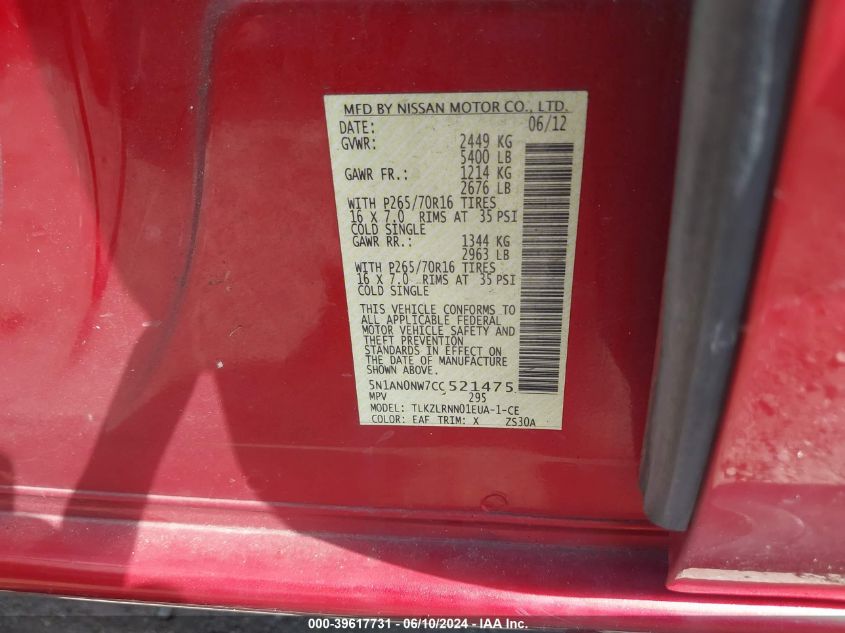 MFD BY NISSAN MOTOR CO., LTD.
DATE: 06/12
GVWR: 2449 KG
5400 LB
GAWR FR.: 1214 KG
2676 LB
WITH P265/70R16 TIRES
16 X 7.0 RIMS AT 35 PSI
COLD SINGLE
GAWR RR.: 1344 KG
2963 LB
WITH P265/70R16 TIRES
16 X 7.0 RIMS AT 35 PSI
COLD SINGLE
THIS VEHICLE CONFORMS TO
ALL APPLICABLE FEDERAL
MOTOR VEHICLE SAFETY AND
THEFT PREVENTION
STANDARDS IN EFFECT ON
THE DATE OF MANUFACTURE
SHOWN ABOVE.
5N1AN0NW7CC521475
MPV 295
MODEL: TLKZLRNN01EUA-1-CE
COLOR: EAF TRIM: X ZS30A
000-39617731 - 06/10/2024 - IAA Inc.